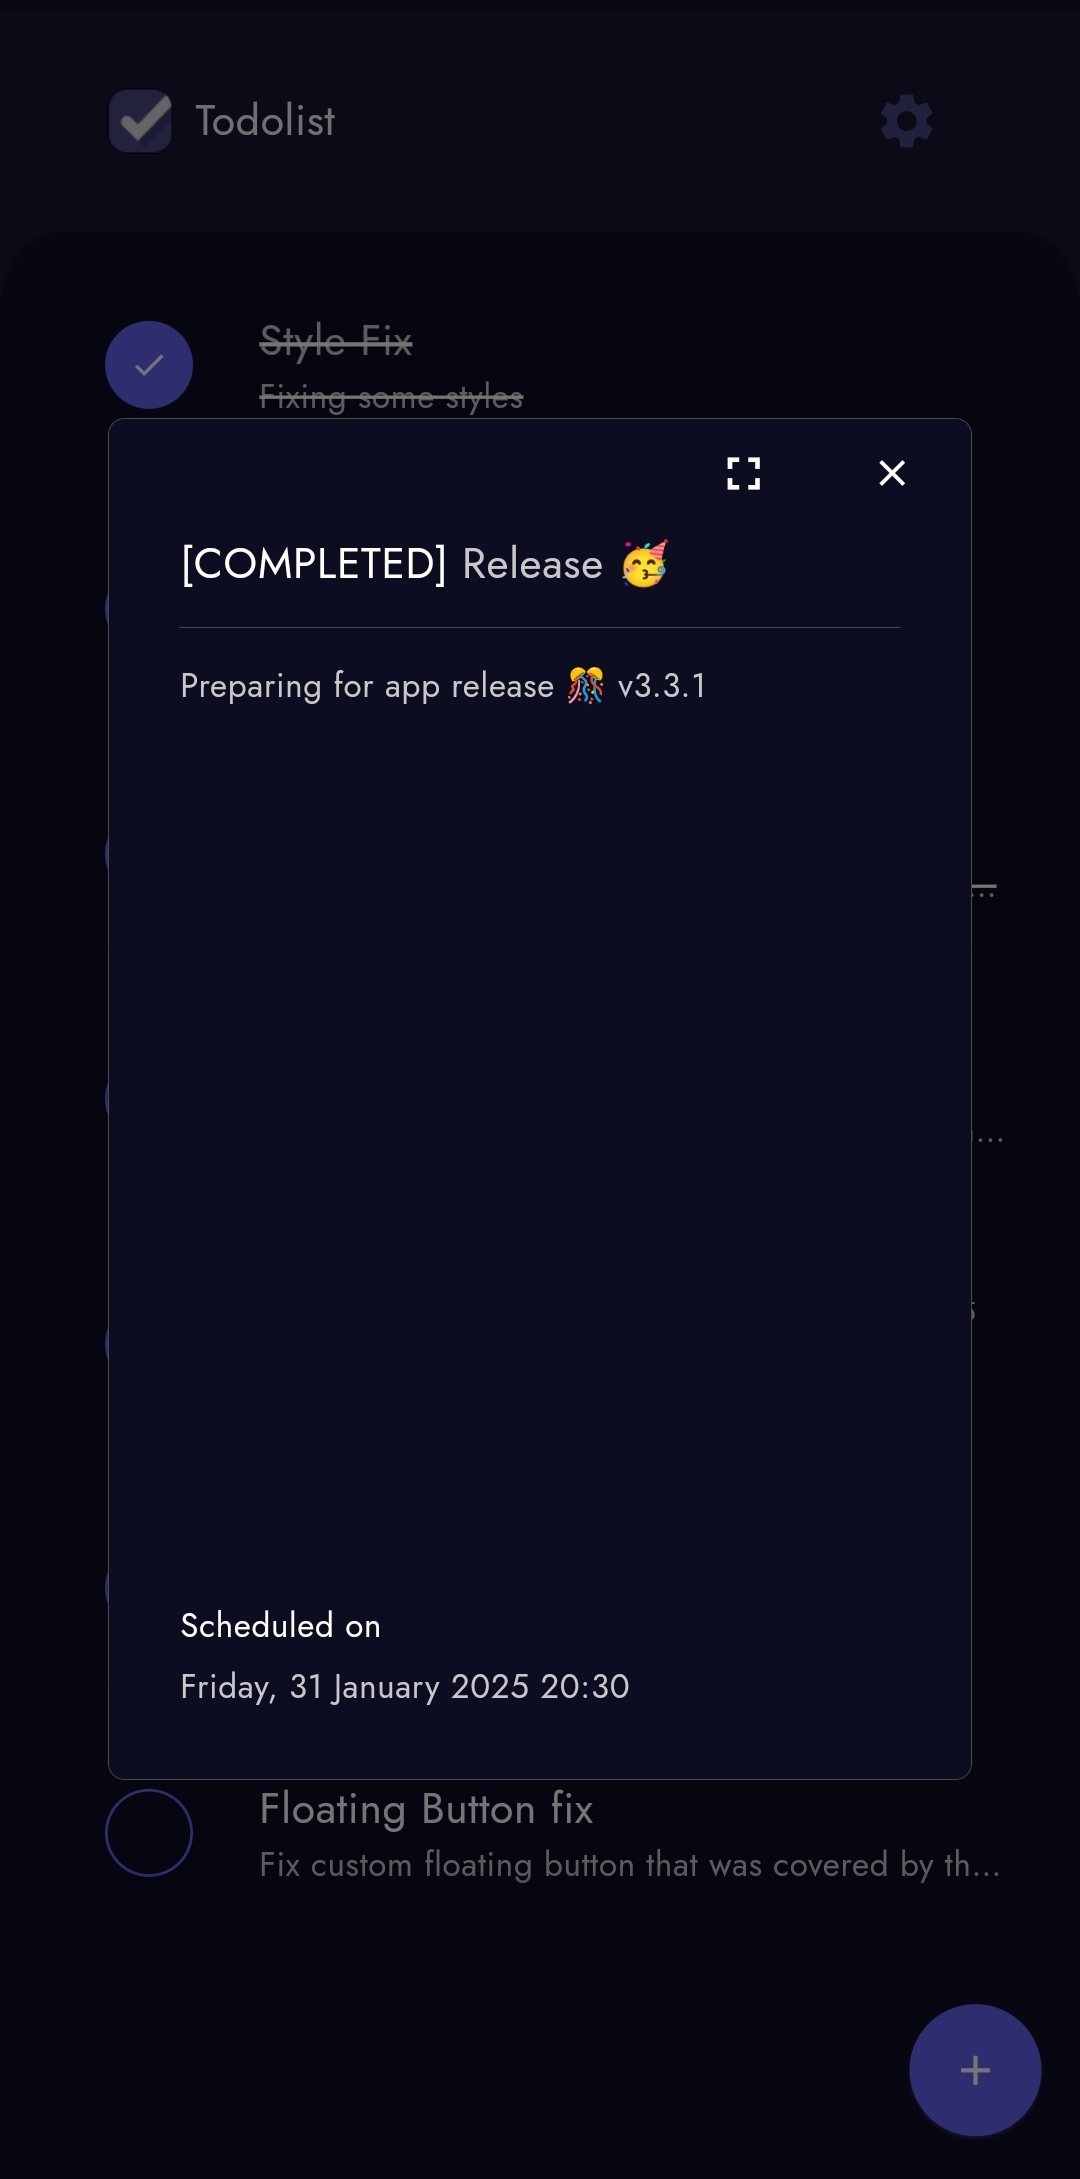 Todolist
Style Fix
Fixing some styles
[COMPLETED] Release 🥳
Preparing for app release 🎊 v3.3.1
Scheduled on
Friday, 31 January 2025 20:30
Floating Button fix
Fix custom floating button that was covered by th...